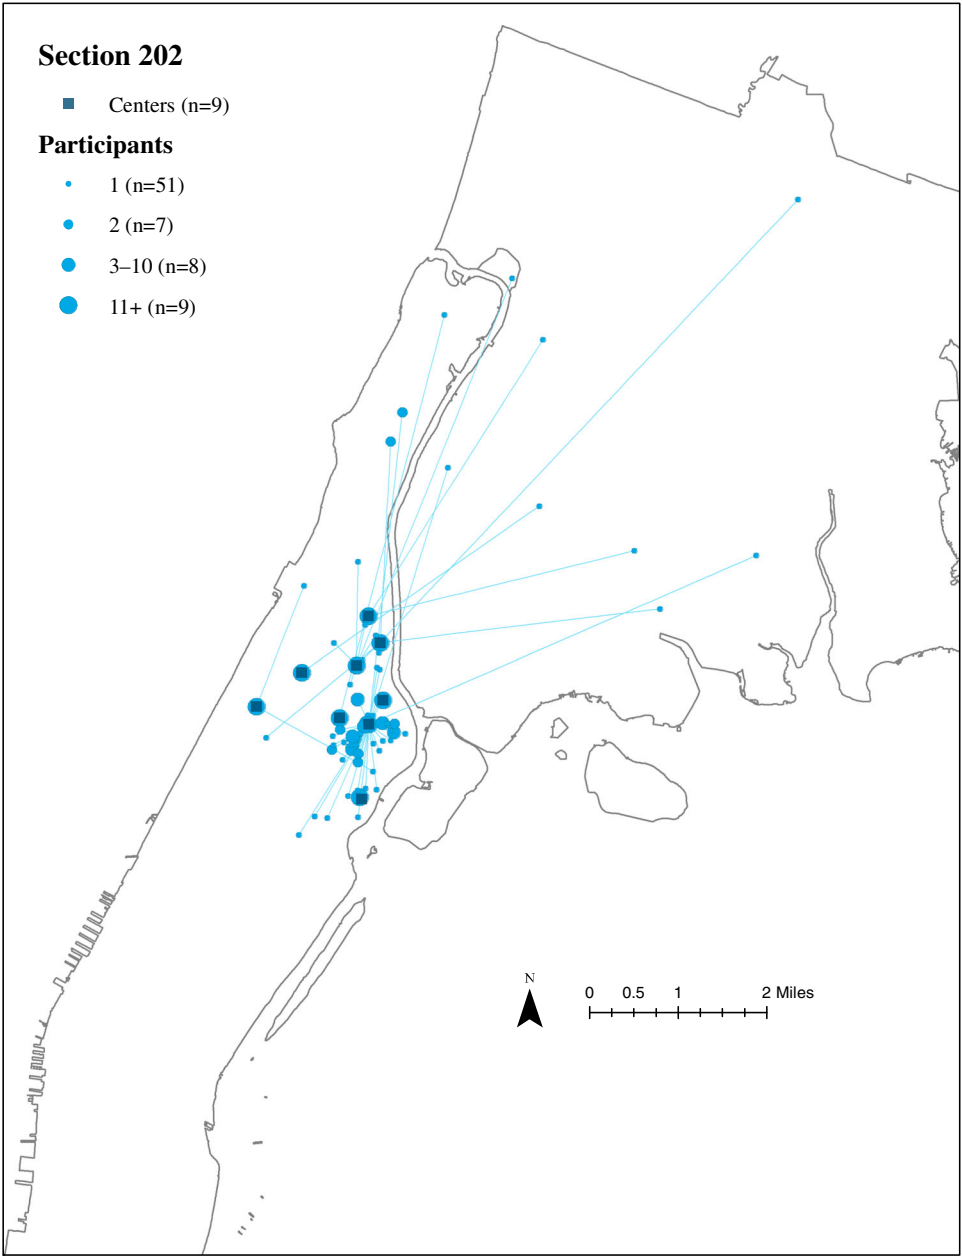 Section 202
Centers (n=9)
Participants
1 (n=51)
2 (n=7)
3–10 (n=8)
11+ (n=9)
N
0 0.5 1 2 Miles